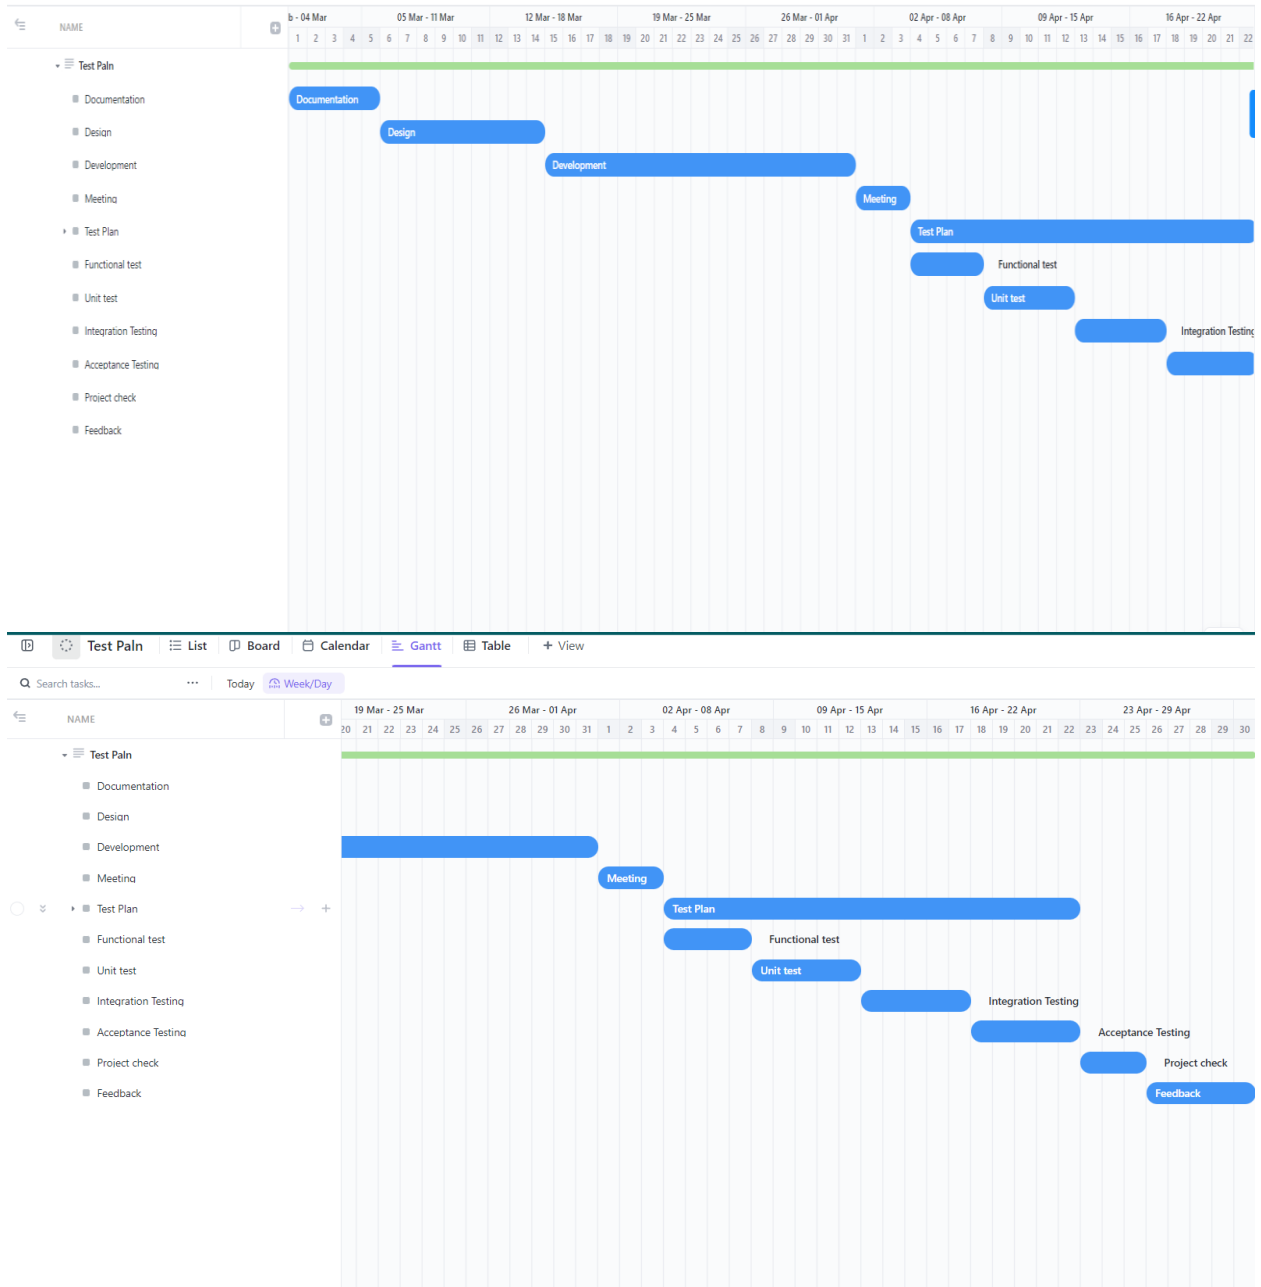 b - 04 Mar 05 Mar - 11 Mar 12 Mar - 18 Mar 19 Mar - 25 Mar 26 Mar - 01 Apr 02 Apr - 08 Apr 09 Apr - 15 Apr 16 Apr - 22 Apr
NAME
1 2 3 4 5 6 7 8 9 10 11 12 13 14 15 16 17 18 19 20 21 22 23 24 25 26 27 28 29 30 31 1 2 3 4 5 6 7 8 9 10 11 12 13 14 15 16 17 18 19 20 21 22
Test Paln
Documentation Documentation
Design Design
Development Development
Meeting Meeting
Test Plan Test Plan
Functional test Functional test
Unit test Unit test
Integration Testing Integration Testing
Acceptance Testing
Project check
Feedback
Test Paln List Board Calendar Gantt Table + View
Search tasks... ... Today Week/Day
19 Mar - 25 Mar 26 Mar - 01 Apr 02 Apr - 08 Apr 09 Apr - 15 Apr 16 Apr - 22 Apr 23 Apr - 29 Apr
NAME
20 21 22 23 24 25 26 27 28 29 30 31 1 2 3 4 5 6 7 8 9 10 11 12 13 14 15 16 17 18 19 20 21 22 23 24 25 26 27 28 29 30
Test Paln
Documentation
Design
Development
Meeting Meeting
Test Plan Test Plan
Functional test Functional test
Unit test Unit test
Integration Testing Integration Testing
Acceptance Testing Acceptance Testing
Project check Project check
Feedback Feedback